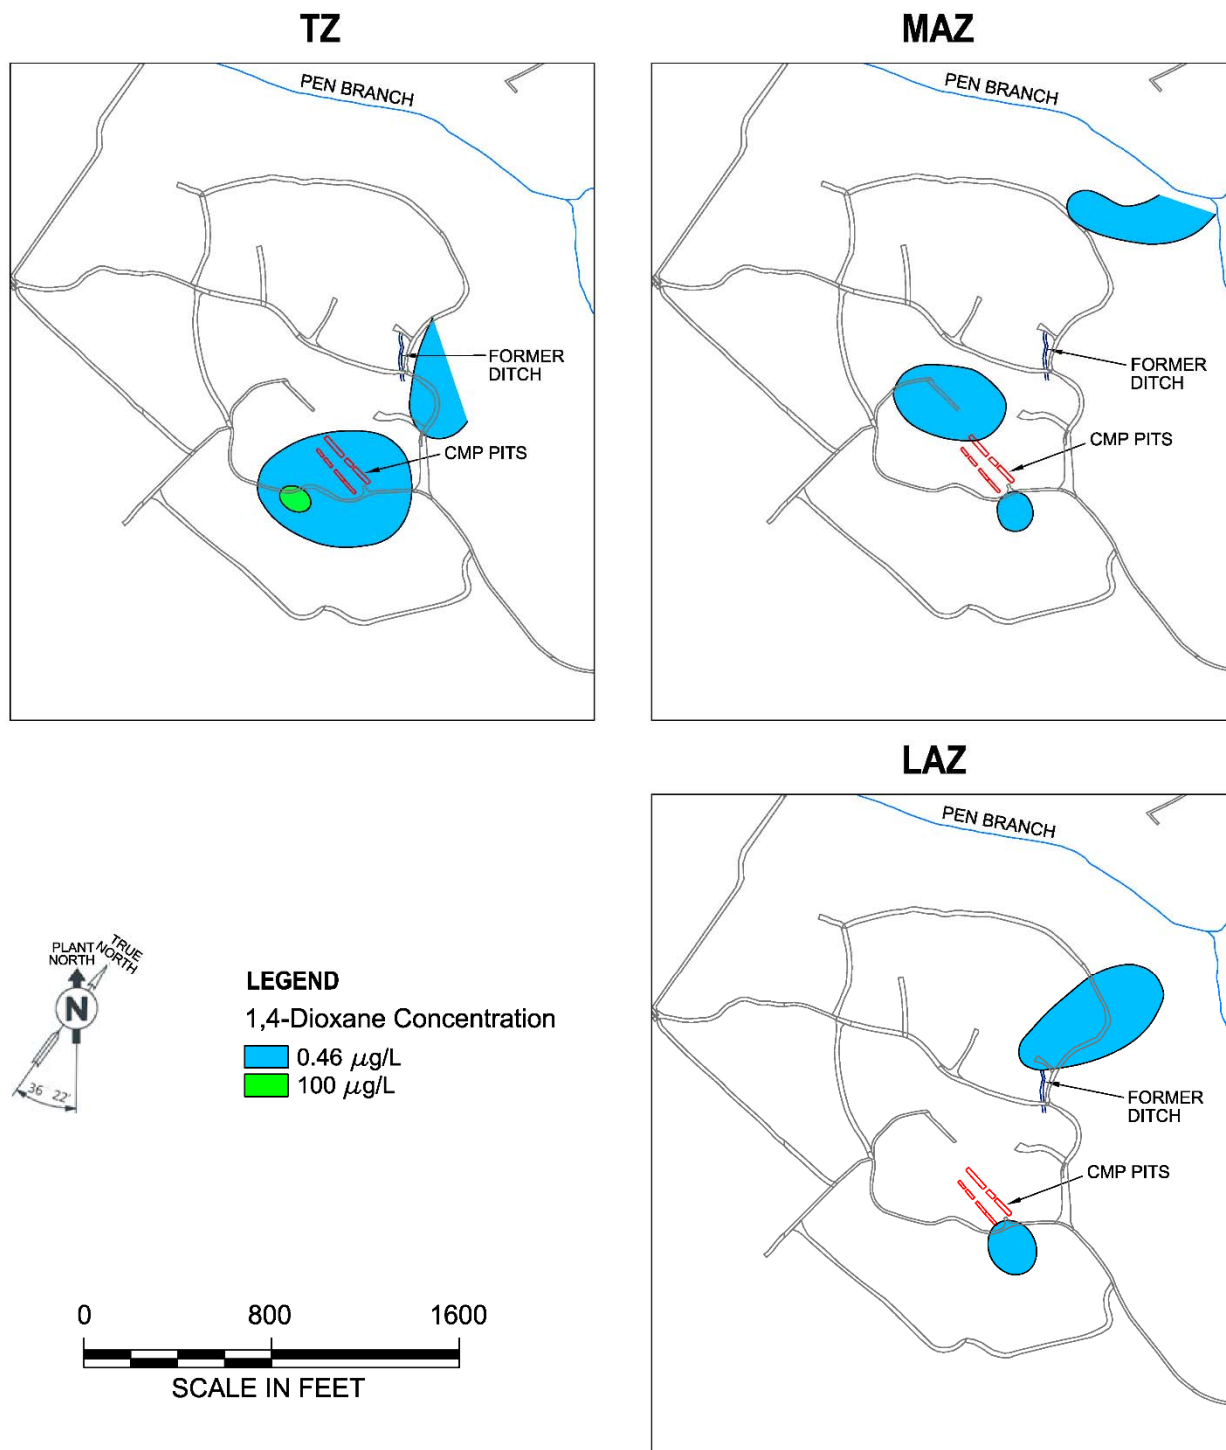 TZ
PEN BRANCH
FORMER
DITCH
CMP PITS
MAZ
PEN BRANCH
FORMER
DITCH
CMP PITS
LAZ
PEN BRANCH
FORMER
DITCH
CMP PITS
PLANT
NORTH
TRUE
NORTH
N
36° 22'
LEGEND
1,4-Dioxane Concentration
0.46 μg/L
100 μg/L
0 800 1600
SCALE IN FEET